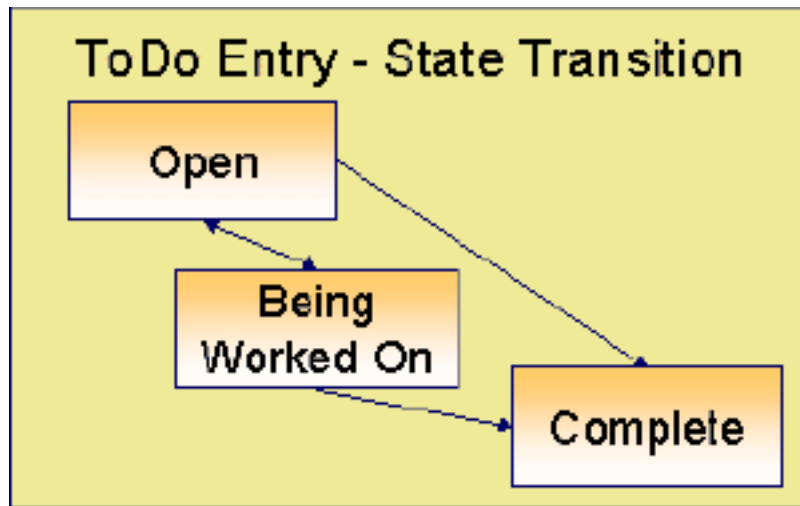 ToDo Entry - State Transition
Open
Being
Worked On
Complete